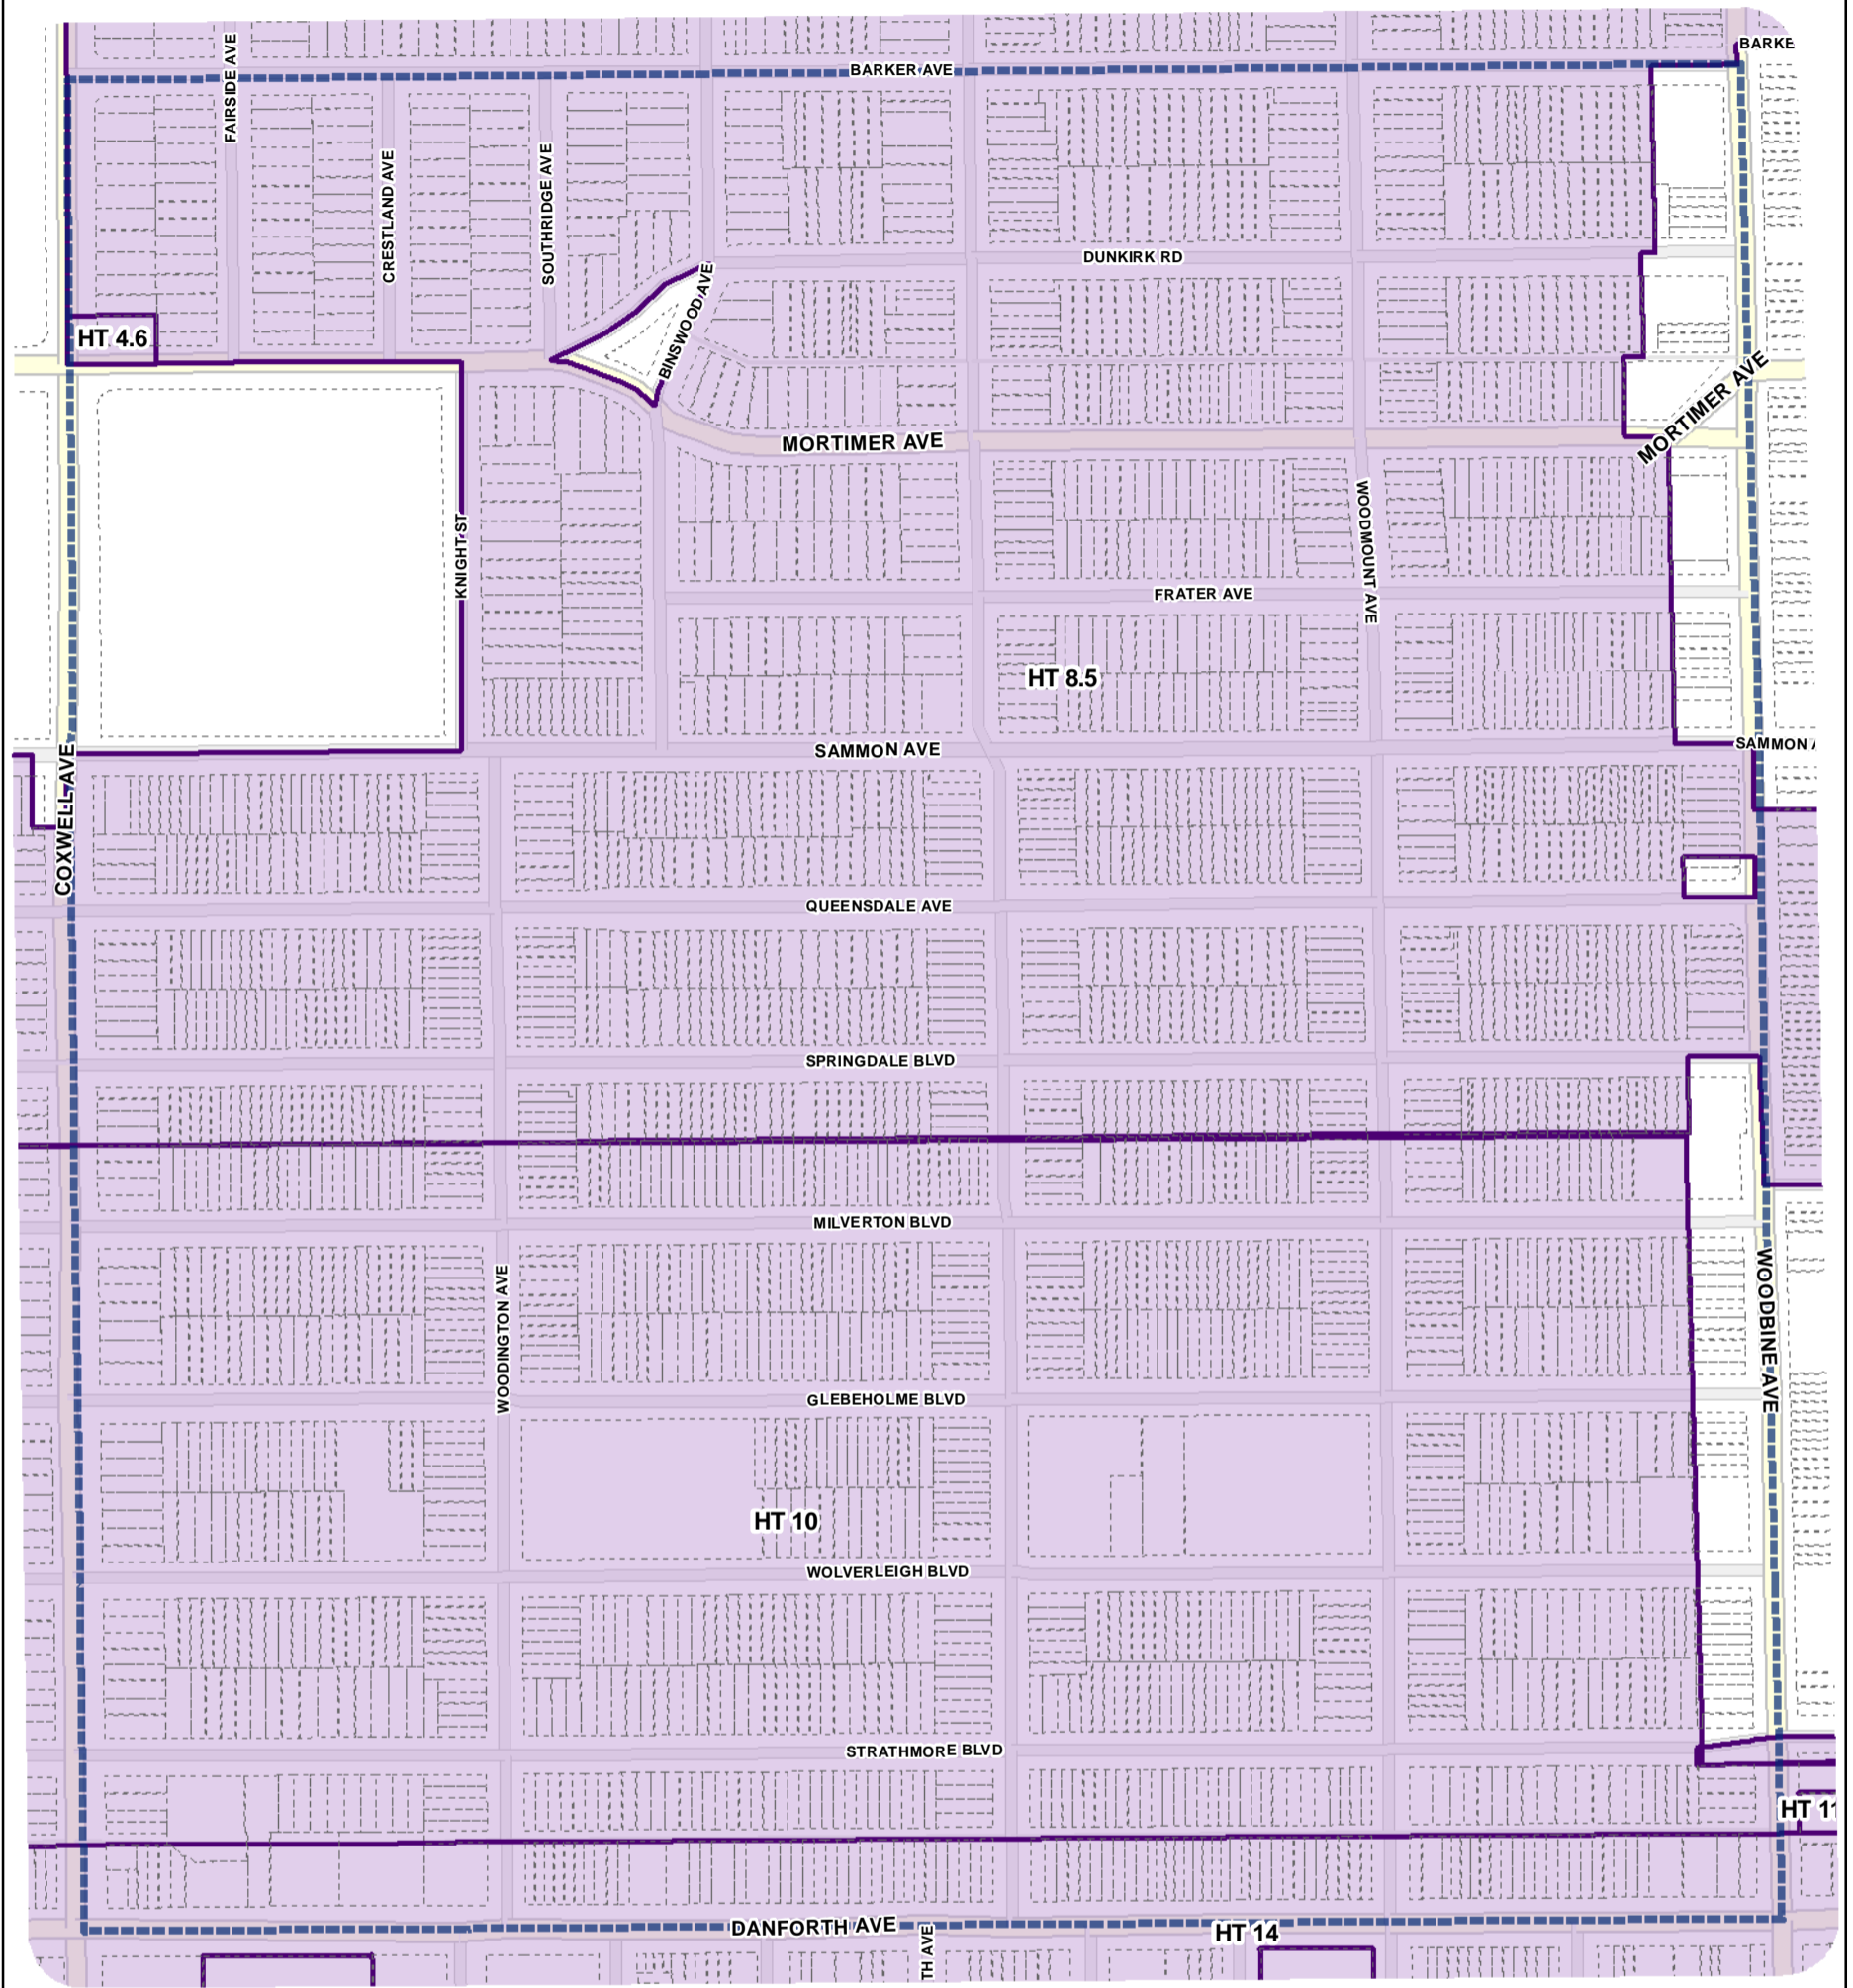 BARKE
BARKER AVE
FAIRSIDE AVE
CRESTLAND AVE
SOUTHRIDGE AVE
DUNKIRK RD
BINSWOOD AVE
HT 4.6
MORTIMER AVE
MORTIMER AVE
KNIGHT ST
WOODMOUNT AVE
FRATER AVE
HT 8.5
SAMMON AVE
SAMMON
COXWELL AVE
QUEENSDALE AVE
SPRINGDALE BLVD
MILVERTON BLVD
WOODINGTON AVE
WOODBINE AVE
GLEBEHOLME BLVD
HT 10
WOLVERLEIGH BLVD
STRATHMORE BLVD
HT 11
DANFORTH AVE
HT 14
TH AVE